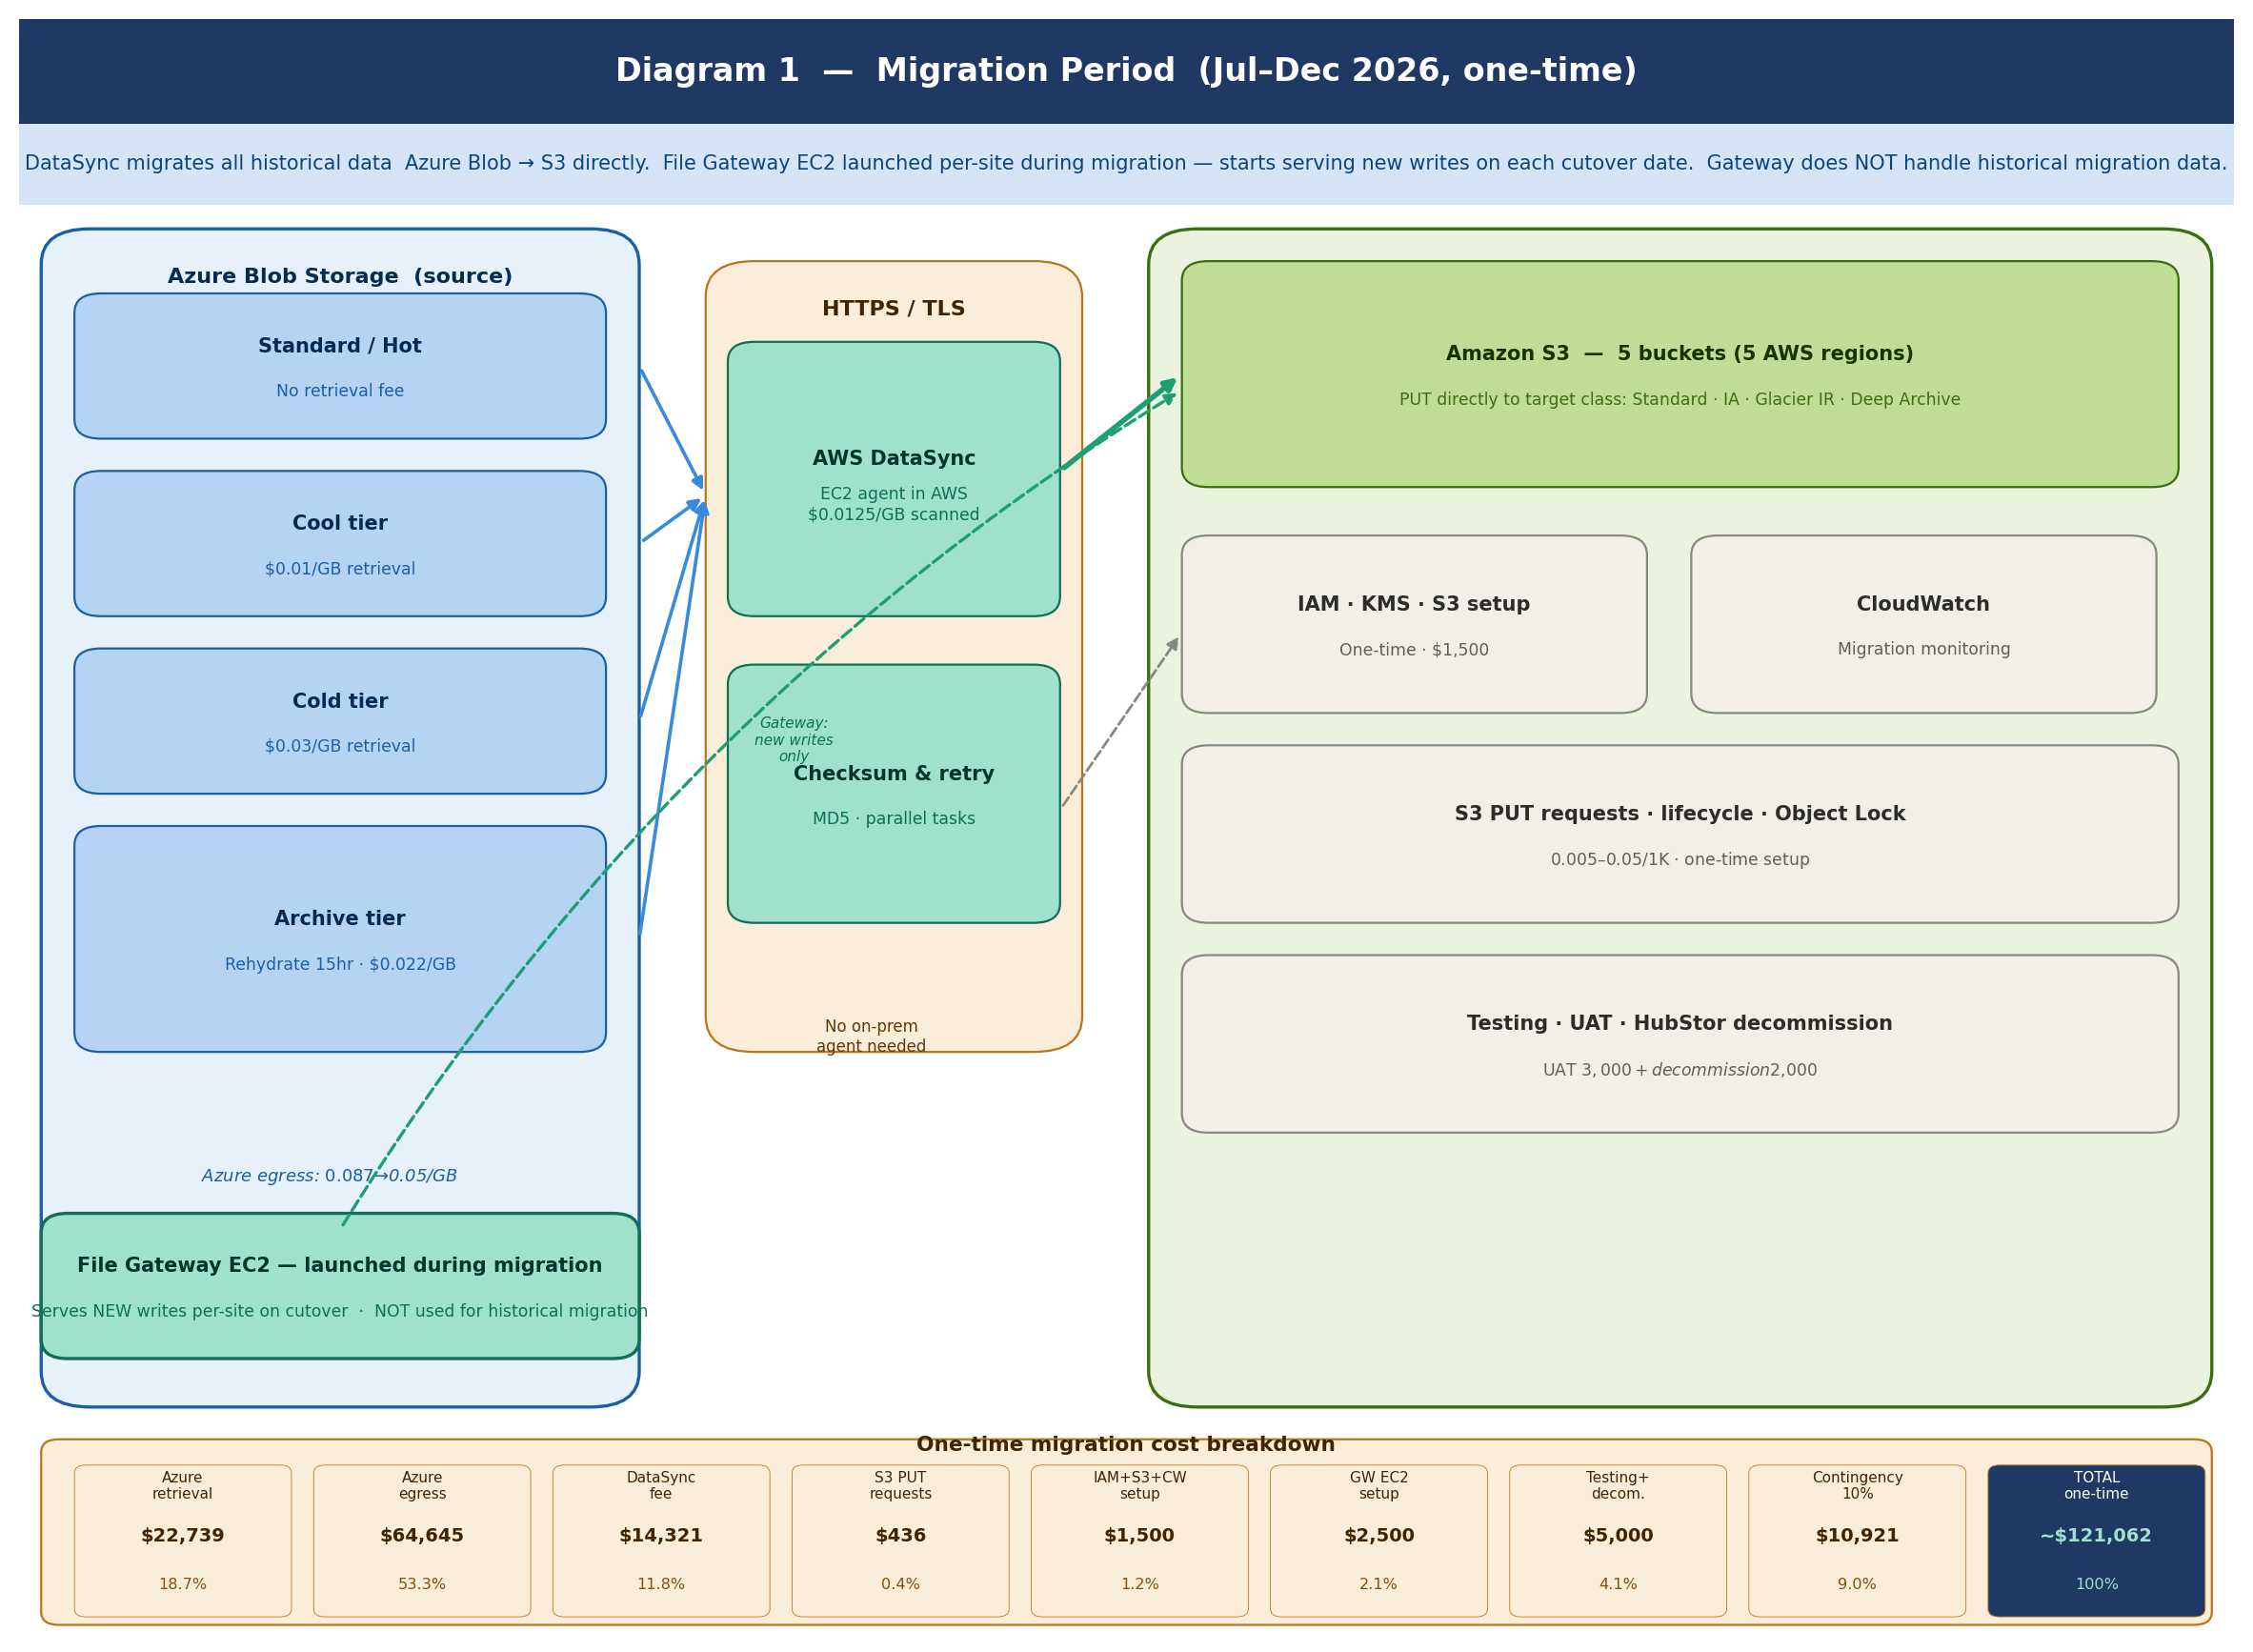 Diagram 1 — Migration Period (Jul–Dec 2026, one-time)
DataSync migrates all historical data Azure Blob → S3 directly. File Gateway EC2 launched per-site during migration — starts serving new writes on each cutover date. Gateway does NOT handle historical migration data.
Azure Blob Storage (source)
Standard / Hot
No retrieval fee
Cool tier
$0.01/GB retrieval
Cold tier
$0.03/GB retrieval
Archive tier
Rehydrate 15hr · $0.022/GB
Azure egress: 0.087→0.05/GB
File Gateway EC2 — launched during migration
Serves NEW writes per-site on cutover · NOT used for historical migration
HTTPS / TLS
AWS DataSync
EC2 agent in AWS
$0.0125/GB scanned
Gateway:
new writes
only
Checksum & retry
MD5 · parallel tasks
No on-prem
agent needed
Amazon S3 — 5 buckets (5 AWS regions)
PUT directly to target class: Standard · IA · Glacier IR · Deep Archive
IAM · KMS · S3 setup
One-time · $1,500
CloudWatch
Migration monitoring
S3 PUT requests · lifecycle · Object Lock
0.005–0.05/1K · one-time setup
Testing · UAT · HubStor decommission
UAT 3,000+decommission2,000
One-time migration cost breakdown
Azure
retrieval
$22,739
18.7%
Azure
egress
$64,645
53.3%
DataSync
fee
$14,321
11.8%
S3 PUT
requests
$436
0.4%
IAM+S3+CW
setup
$1,500
1.2%
GW EC2
setup
$2,500
2.1%
Testing+
decom.
$5,000
4.1%
Contingency
10%
$10,921
9.0%
TOTAL
one-time
~$121,062
100%